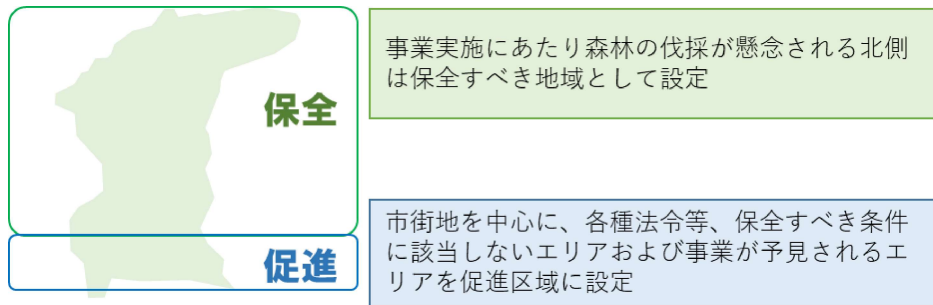 保全
事業実施にあたり森林の伐採が懸念される北側
は保全すべき地域として設定
促進
市街地を中心に、各種法令等、保全すべき条件
に該当しないエリアおよび事業が予見されるエ
リアを促進区域に設定